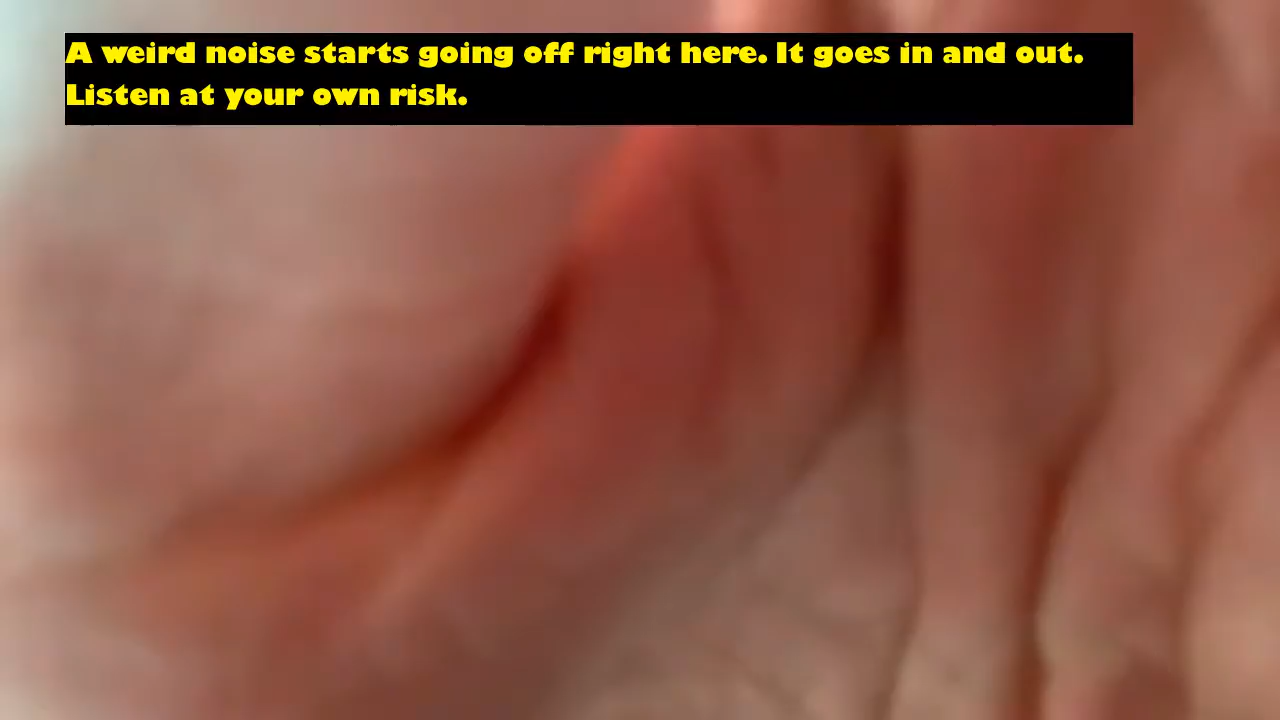 A weird noise starts going off right here. It goes in and out.
Listen at your own risk.